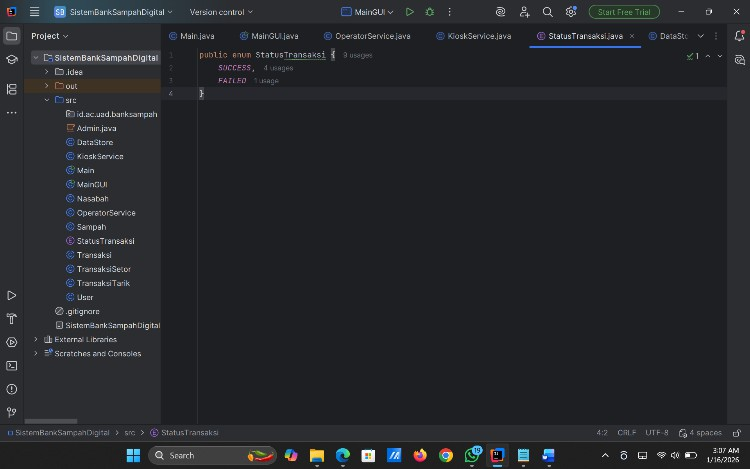 SB SistemBankSampahDigital Version control MainGUI Start Free Trial
Project
Main.java MainGUI.java OperatorService.java KioskService.java StatusTransaksi.java DataSt
SistemBankSampahDigital
.idea
out
src
id.ac.uad.banksampah
Admin.java
DataStore
KioskService
Main
MainGUI
Nasabah
OperatorService
Sampah
StatusTransaksi
Transaksi
TransaksiSetor
TransaksiTarik
User
.gitignore
SistemBankSampahDigital
External Libraries
Scratches and Consoles
1 public enum StatusTransaksi { 9 usages
2 SUCCESS, 4 usages
3 FAILED 1 usage
4 }
1
SistemBankSampahDigital > src > StatusTransaksi 4:2 CRLF UTF-8 4 spaces
Search
3:07 AM
1/16/2026